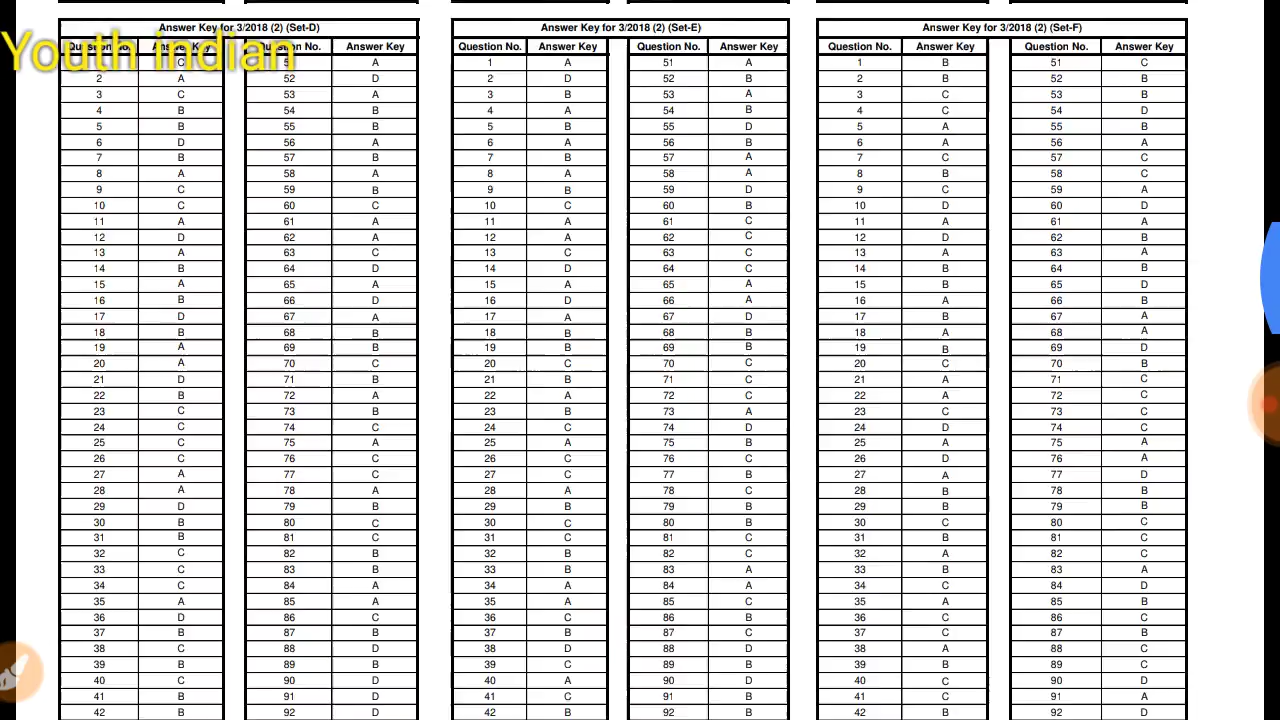 Answer Key for 3/2018 (2) (Set-D) Answer Key for 3/2018 (2) (Set-E) Answer Key for 3/2018 (2) (Set-F)
Youth indian
Question No. Answer Key Question No. Answer Key Question No. Answer Key Question No. Answer Key Question No. Answer Key Question No. Answer Key
C 51 A 1 A 51 A 1 B 51 C
2 A 52 D 2 D 52 B 2 B 52 B
3 C 53 A 3 B 53 A 3 C 53 B
4 B 54 B 4 A 54 B 4 C 54 D
5 B 55 B 5 B 55 D 5 A 55 B
6 D 56 A 6 A 56 B 6 A 56 A
7 B 57 B 7 B 57 A 7 C 57 C
8 A 58 A 8 A 58 A 8 B 58 C
9 C 59 B 9 B 59 D 9 C 59 A
10 C 60 C 10 C 60 B 10 D 60 D
11 A 61 A 11 A 61 C 11 A 61 A
12 D 62 A 12 A 62 C 12 D 62 B
13 A 63 C 13 C 63 C 13 A 63 A
14 B 64 D 14 D 64 C 14 B 64 B
15 A 65 A 15 A 65 A 15 B 65 D
16 B 66 D 16 D 66 A 16 A 66 B
17 D 67 A 17 A 67 D 17 B 67 A
18 B 68 B 18 B 68 B 18 A 68 A
19 A 69 B 19 B 69 B 19 B 69 D
20 A 70 C 20 C 70 C 20 C 70 B
21 D 71 B 21 B 71 C 21 A 71 C
22 B 72 A 22 A 72 C 22 A 72 C
23 C 73 B 23 B 73 A 23 C 73 C
24 C 74 C 24 C 74 D 24 D 74 C
25 C 75 A 25 A 75 B 25 A 75 A
26 C 76 C 26 C 76 C 26 D 76 A
27 A 77 C 27 C 77 B 27 A 77 D
28 A 78 A 28 A 78 C 28 B 78 B
29 D 79 B 29 B 79 B 29 B 79 B
30 B 80 C 30 C 80 B 30 C 80 C
31 B 81 C 31 C 81 C 31 B 81 C
32 C 82 B 32 B 82 C 32 A 82 C
33 C 83 B 33 B 83 A 33 B 83 A
34 C 84 A 34 A 84 A 34 C 84 D
35 A 85 A 35 A 85 C 35 A 85 B
36 D 86 C 36 C 86 B 36 C 86 C
37 B 87 B 37 B 87 C 37 C 87 B
38 C 88 D 38 D 88 D 38 A 88 C
39 B 89 B 39 C 89 B 39 B 89 C
40 C 90 D 40 A 90 D 40 C 90 D
41 B 91 D 41 C 91 B 41 C 91 A
42 B 92 D 42 B 92 B 42 B 92 D